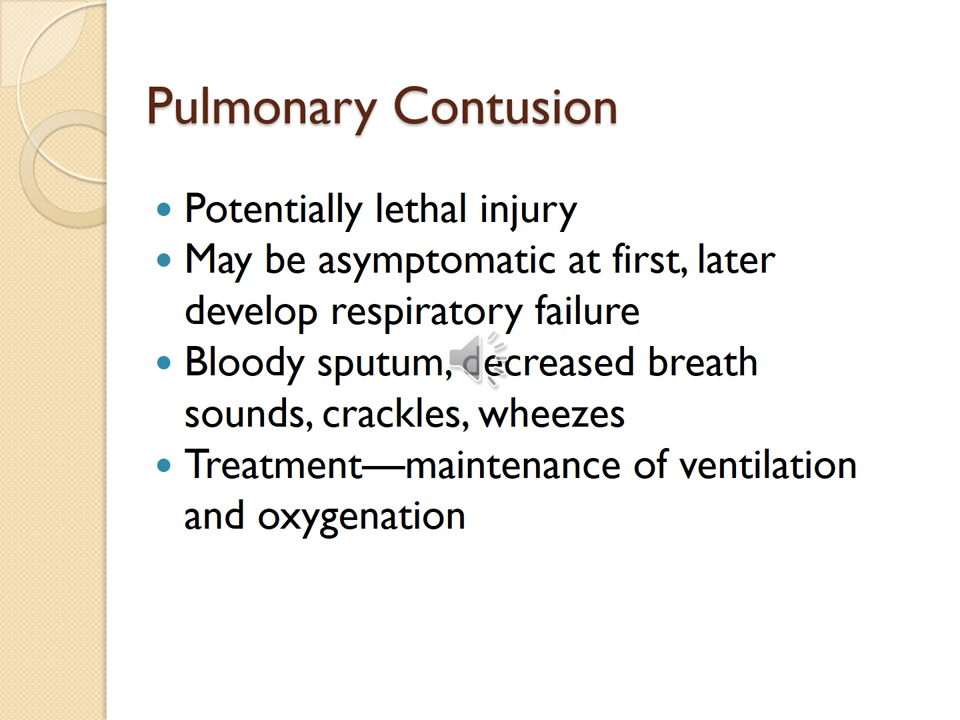 Pulmonary Contusion
• Potentially lethal injury
• May be asymptomatic at first, later
develop respiratory failure
• Bloody sputum, decreased breath
sounds, crackles, wheezes
• Treatment—maintenance of ventilation
and oxygenation